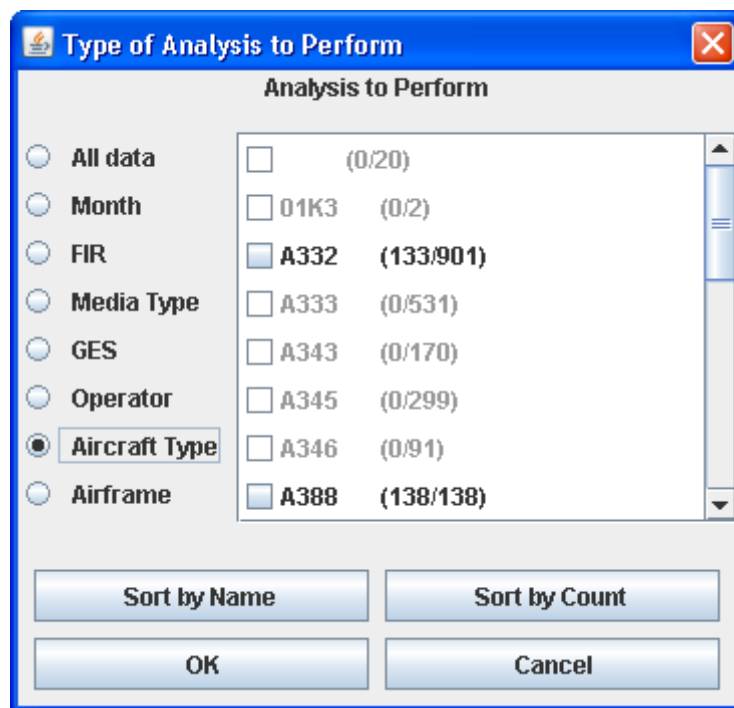 Type of Analysis to Perform
Analysis to Perform
All data
Month
FIR
Media Type
GES
Operator
Aircraft Type
Airframe
(0/20)
01K3 (0/2)
A332 (133/901)
A333 (0/531)
A343 (0/170)
A345 (0/299)
A346 (0/91)
A388 (138/138)
Sort by Name
Sort by Count
OK
Cancel